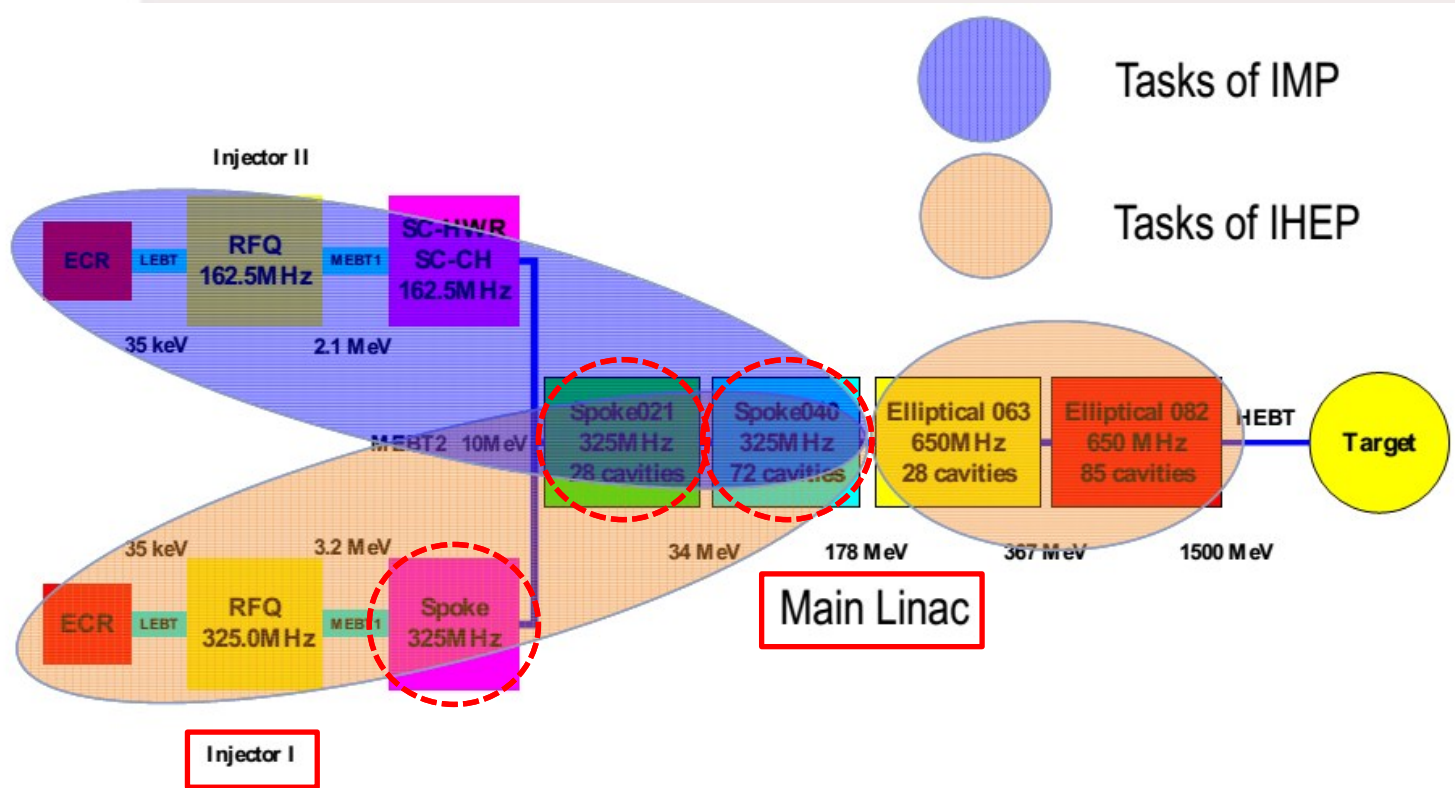 Tasks of IMP
Tasks of IHEP
Injector II
ECR
LEBT
RFQ
162.5MHz
MEBT1
SC-HWR
SC-CH
162.5MHz
35 keV
2.1 MeV
MEBT2
10MeV
Spoke021
325MHz
28 cavities
Spoke040
325MHz
72 cavities
Elliptical 063
650MHz
28 cavities
Elliptical 082
650 MHz
85 cavities
HEBT
Target
35 keV
3.2 MeV
34 MeV
178 MeV
367 MeV
1500 MeV
ECR
LEBT
RFQ
325.0MHz
MEBT1
Spoke
325MHz
Main Linac
Injector I